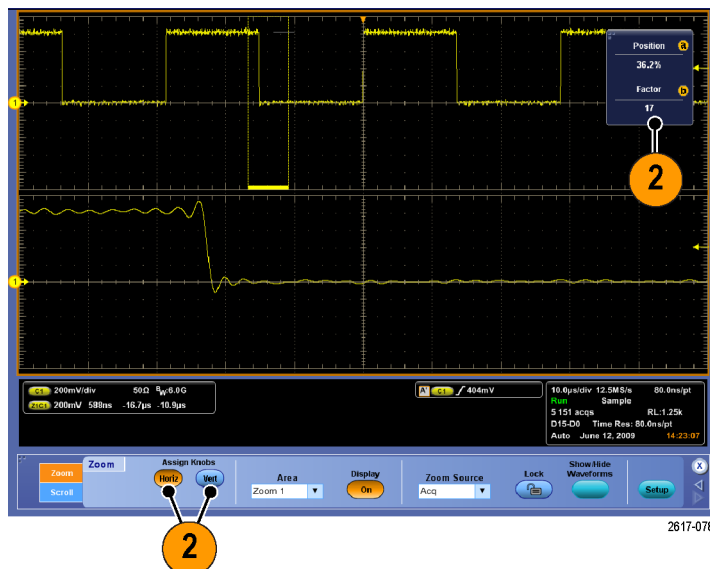 Position a
36.2%
Factor b
17
2
1
1
C1 200mV/div 50Ω BW:6.0G
Z1C1 200mV 588ns -16.7µs -10.9µs
A' C1 404mV
10.0µs/div 12.5MS/s 80.0ns/pt
Run Sample
5 151 acqs RL:1.25k
D15-D0 Time Res: 80.0ns/pt
Auto June 12, 2009 14:23:07
Zoom
Scroll
Zoom
Assign Knobs
Horiz Vert
Area
Zoom 1
Display
On
Zoom Source
Acq
Lock
Show/Hide
Waveforms
Setup
X
2
2617-078